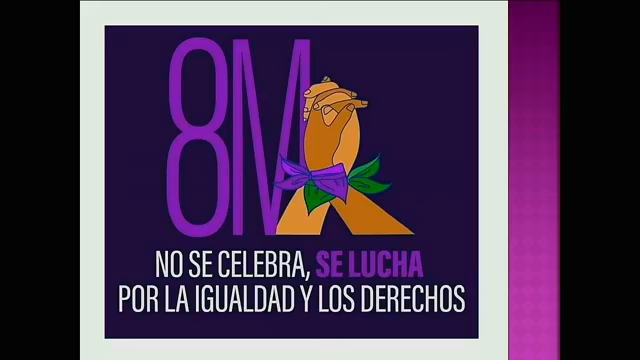 8M
NO SE CELEBRA, SE LUCHA
POR LA IGUALDAD Y LOS DERECHOS